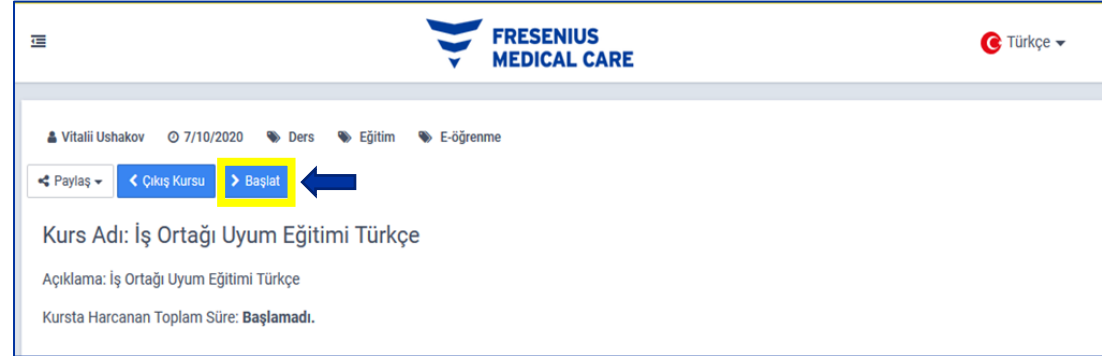 FRESENIUS
MEDICAL CARE
Türkçe
Vitalii Ushakov 7/10/2020 Ders Eğitim E-öğrenme
Paylaş Çıkış Kursu Başlat
Kurs Adı: İş Ortağı Uyum Eğitimi Türkçe
Açıklama: İş Ortağı Uyum Eğitimi Türkçe
Kursta Harcanan Toplam Süre: Başlamadı.